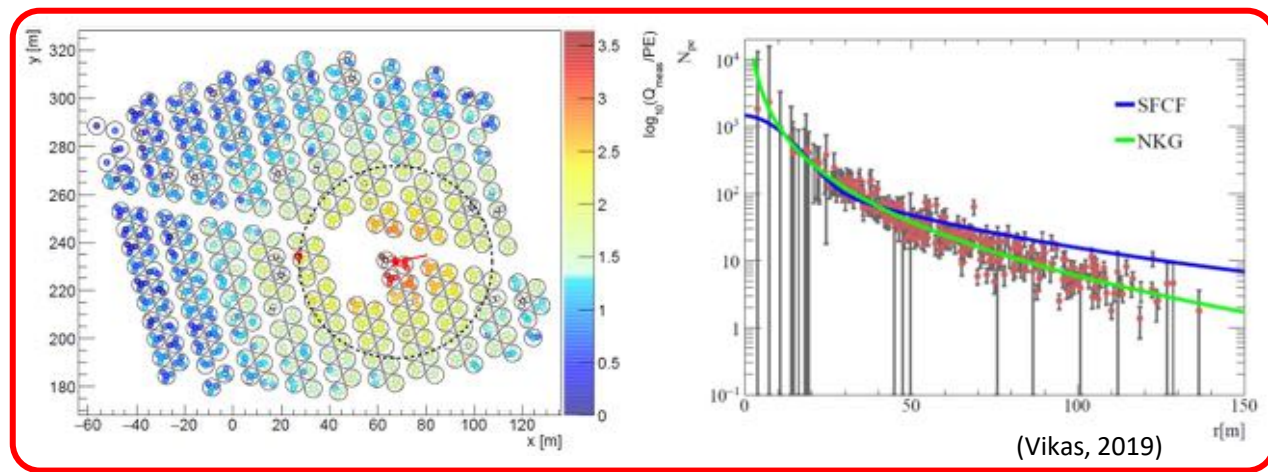 y [m]
320
300
280
260
240
220
200
180
−60 −40 −20 0 20 40 60 80 100 120
x [m]
3.5
3
2.5
2
1.5
1
0.5
0
log₁₀(Q_meas/PE)
N_pe
10⁴
10³
10²
10
1
10⁻¹
SFCF
NKG
0 50 100 150
r[m]
(Vikas, 2019)